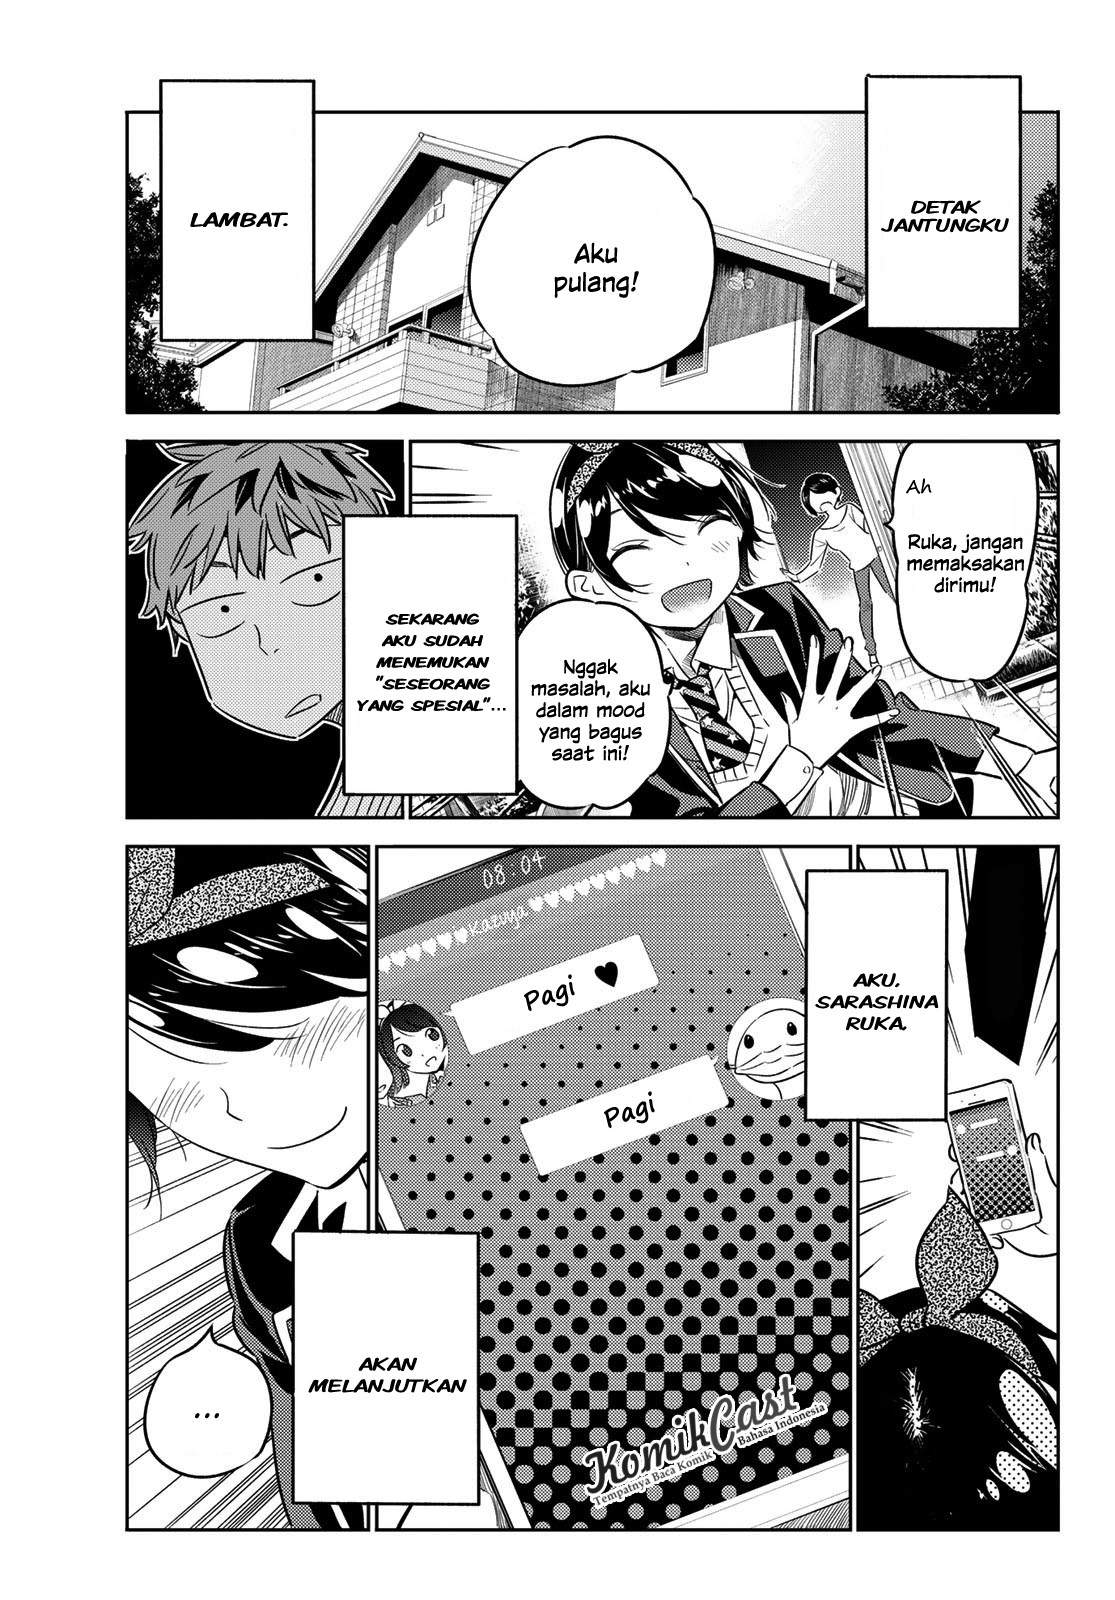 DETAK
JANTUNGKU
Aku
pulang!
LAMBAT.
Ah
Ruka, jangan
memaksakan
dirimu!
Nggak
masalah, aku
dalam mood
yang bagus
saat ini!
SEKARANG
AKU SUDAH
MENEMUKAN
"SESEORANG
YANG SPESIAL"...
AKU,
SARASHINA
RUKA,
08:04
♥♥♥♥♥♥Kazuya♥♥♥♥♥♥♥♥♥
Pagi ♥
Pagi
AKAN
MELANJUTKAN
...
KomikCast
Tempatnya Baca Komik Bahasa Indonesia